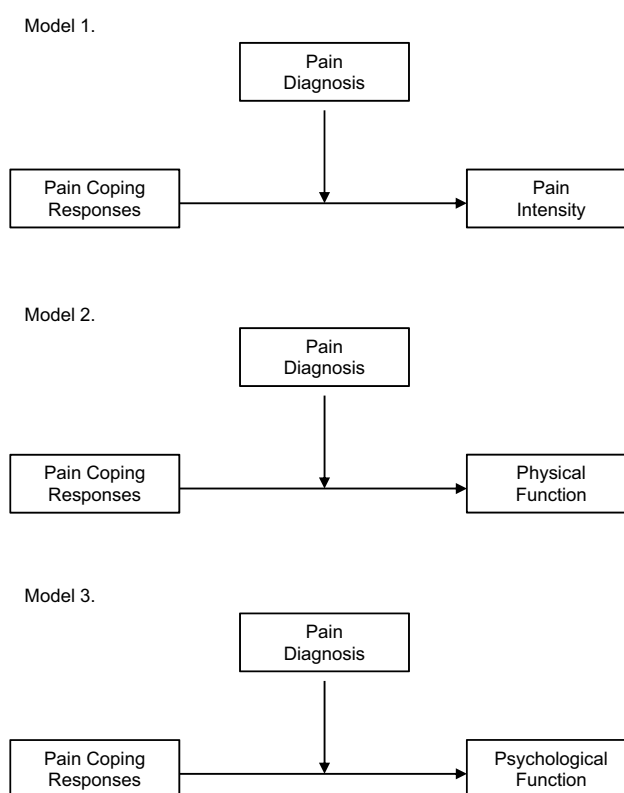 Model 1.
Pain
Diagnosis
Pain Coping
Responses
Pain
Intensity
Model 2.
Pain
Diagnosis
Pain Coping
Responses
Physical
Function
Model 3.
Pain
Diagnosis
Pain Coping
Responses
Psychological
Function